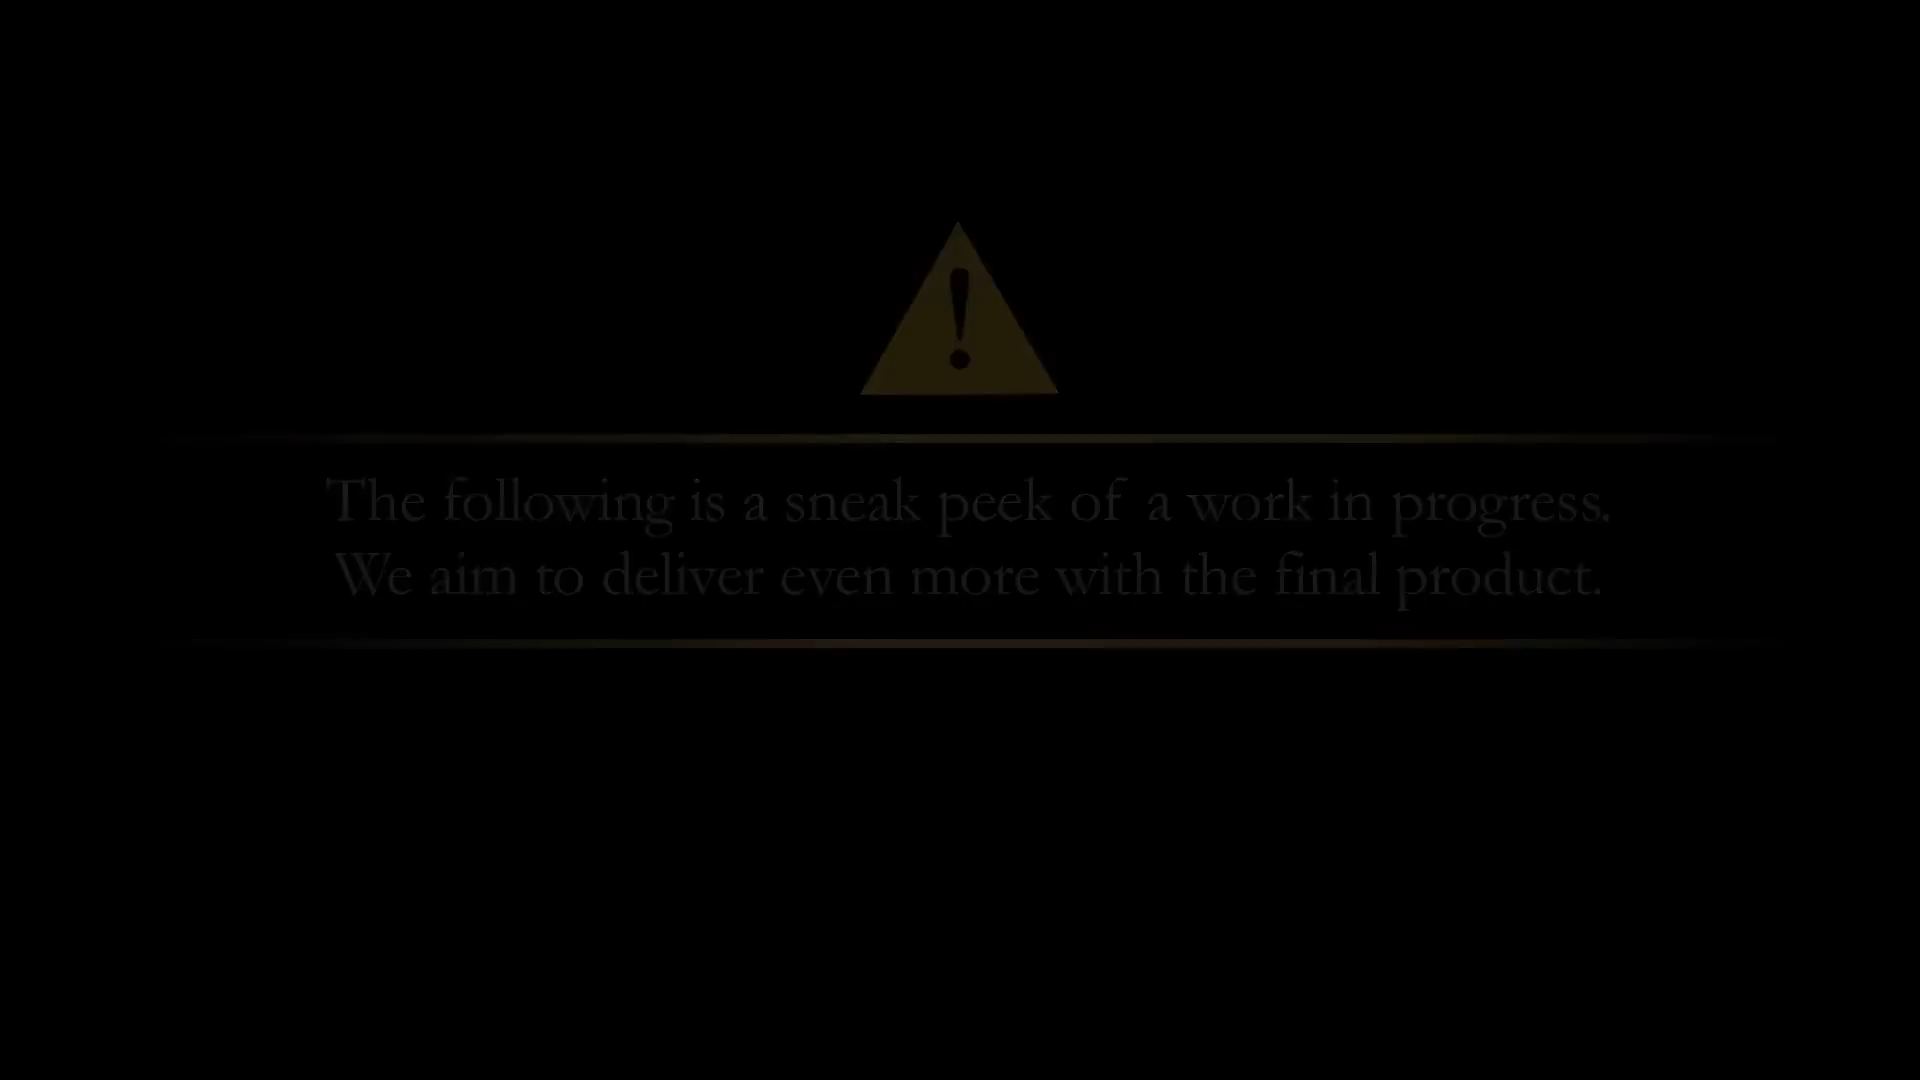 The following is a sneak peek of a work in progress.
We aim to deliver even more with the final product.